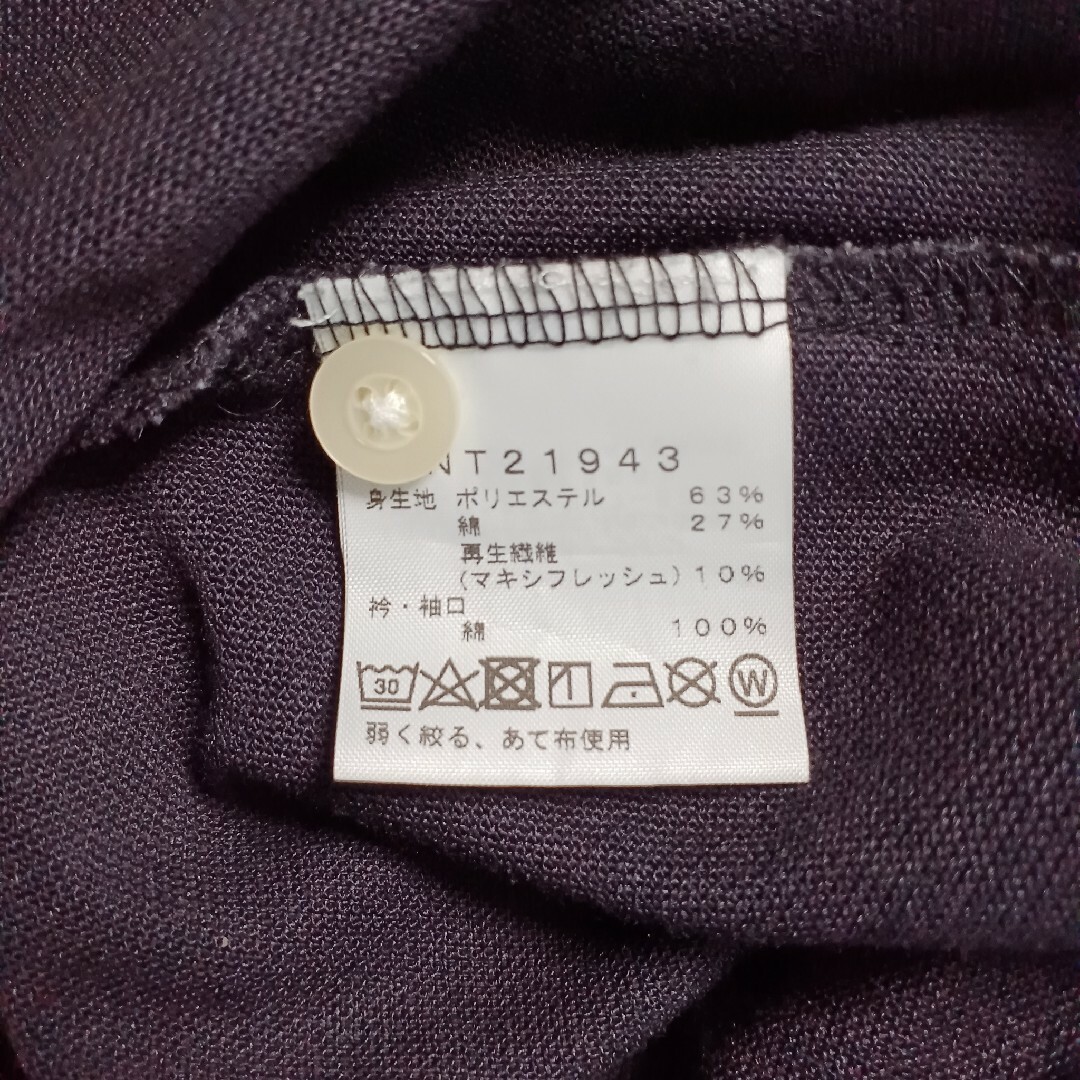 NT21943
身生地 ポリエステル 63%
綿 27%
再生繊維
(マキシフレッシュ) 10%
衿・袖口
綿 100%
30 W
弱く絞る、あて布使用